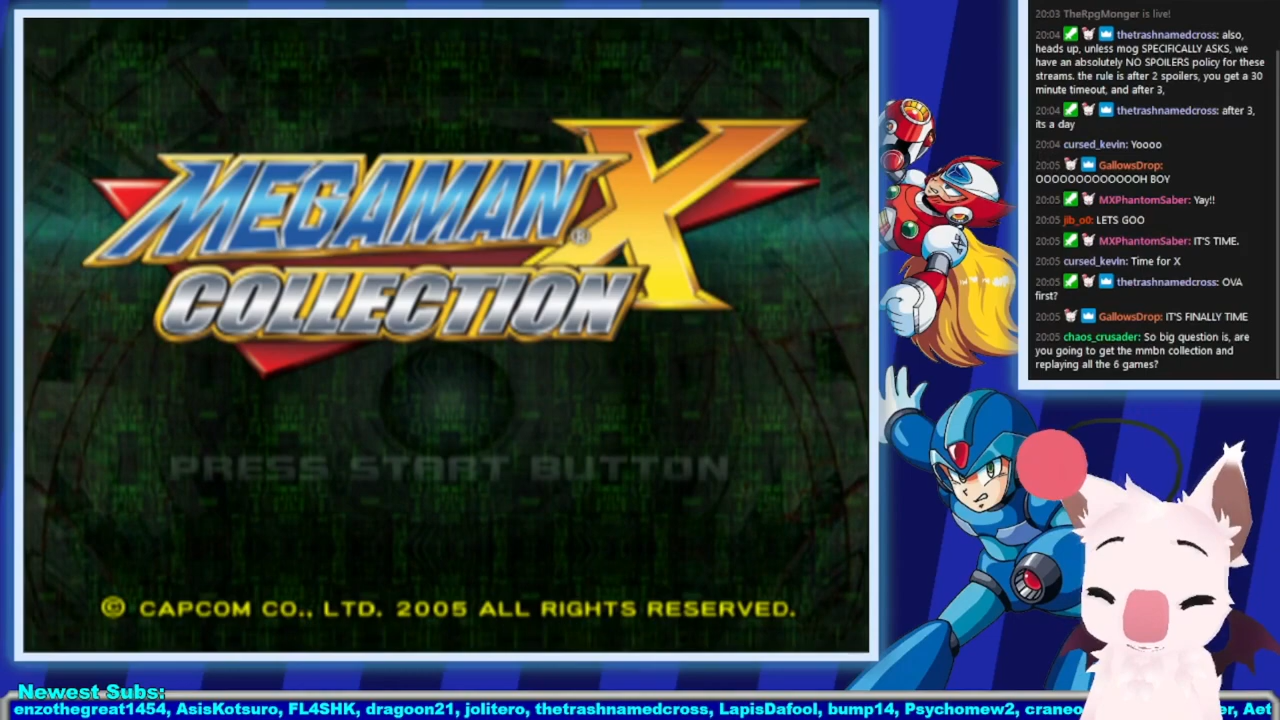 MEGAMAN X
®
COLLECTION
PRESS START BUTTON
© CAPCOM CO., LTD. 2005 ALL RIGHTS RESERVED.
20:03 TheRpgMonger is live!
20:04 thetrashnamedcross: also,
heads up, unless mog SPECIFICALLY ASKS, we
have an absolutely NO SPOILERS policy for these
streams. the rule is after 2 spoilers, you get a 30
minute timeout, and after 3,
20:04 thetrashnamedcross: after 3,
its a day
20:04 cursed_kevin: Yoooo
20:05 GallowsDrop:
OOOOOOOOOOOOOH BOY
20:05 MXPhantomSaber: Yay!!
20:05 jib_o0: LETS GOO
20:05 MXPhantomSaber: IT'S TIME.
20:05 cursed_kevin: Time for X
20:05 thetrashnamedcross: OVA
first?
20:05 GallowsDrop: IT'S FINALLY TIME
20:05 chaos_crusader: So big question is, are
you going to get the mmbn collection and
replaying all the 6 games?
Newest Subs:
enzothegreat1454, AsisKotsuro, FL4SHK, dragoon21, jolitero, thetrashnamedcross, LapisDafool, bump14, Psychomew2, craneo er, Aet